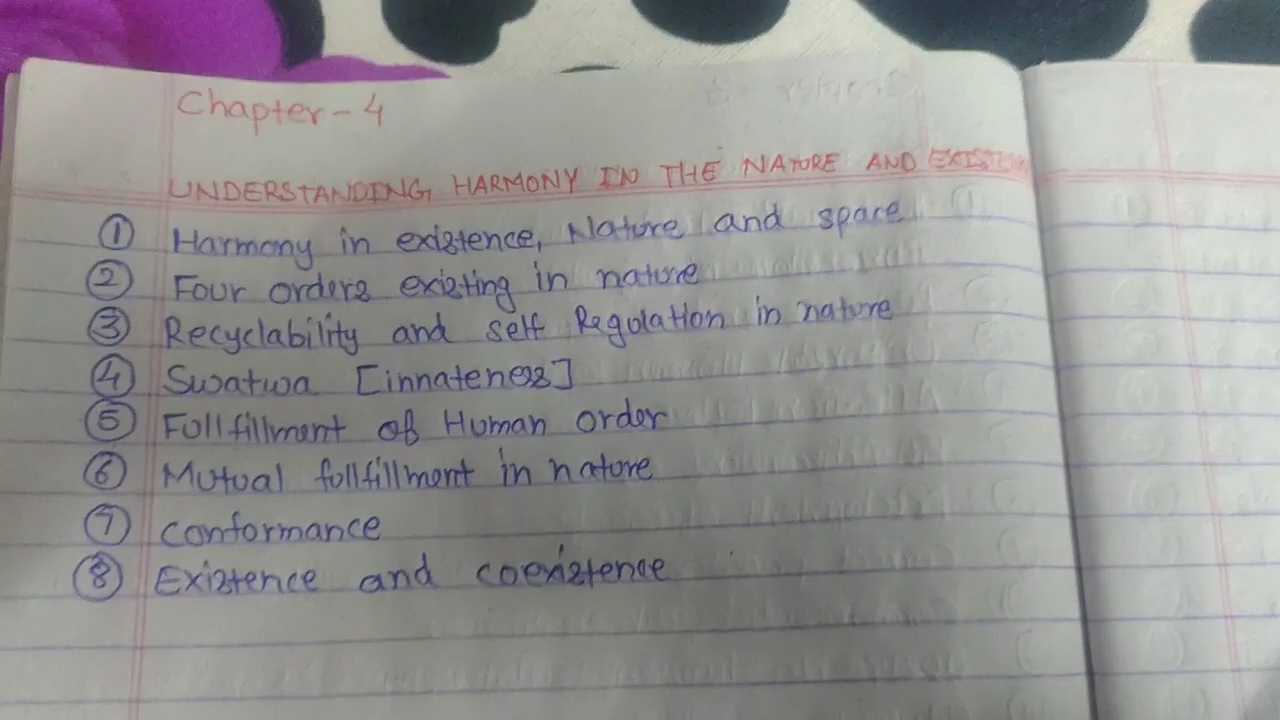 Chapter-4
UNDERSTANDING HARMONY IN THE NATURE AND
① Harmony in existence, Nature and space
② Four orders existing in nature
③ Recyclability and self Regulation in nature
④ Swatwa [innateness]
⑤ Fullfillment of Human order
⑥ Mutual fullfillment in nature
⑦ conformance
⑧ Existence and coexistence